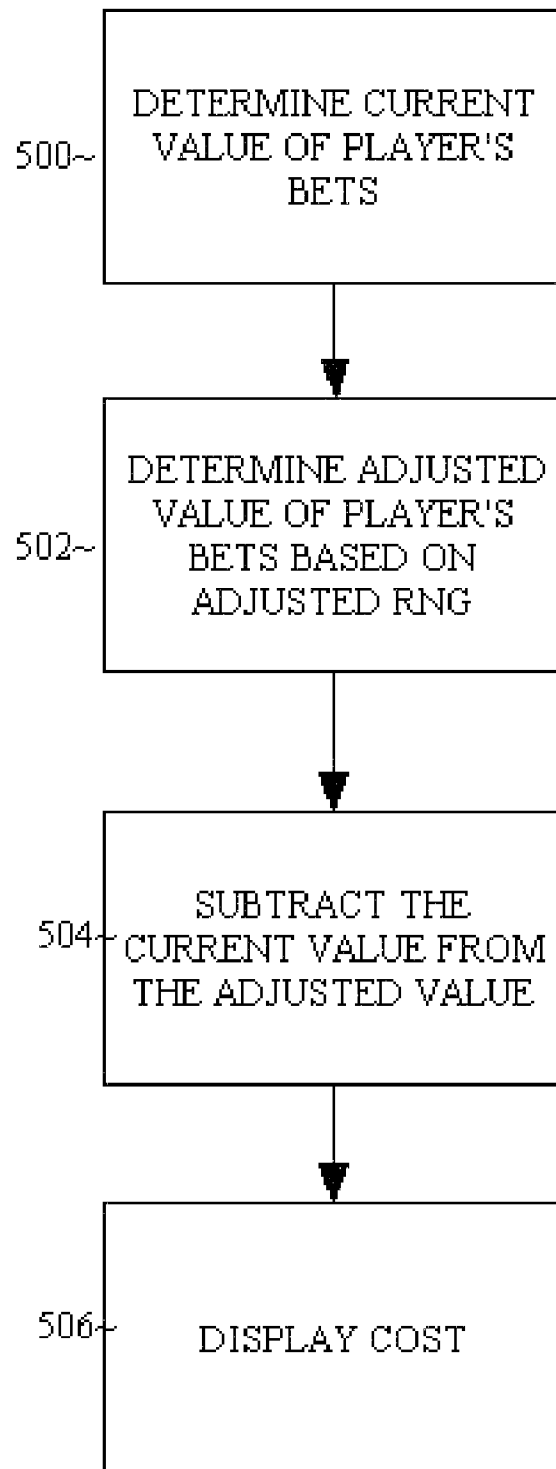 DETERMINE CURRENT
500~ VALUE OF PLAYER'S
BETS
DETERMINE ADJUSTED
VALUE OF PLAYER'S
502~ BETS BASED ON
ADJUSTED RNG
SUBTRACT THE
504~ CURRENT VALUE FROM
THE ADJUSTED VALUE
506~ DISPLAY COST